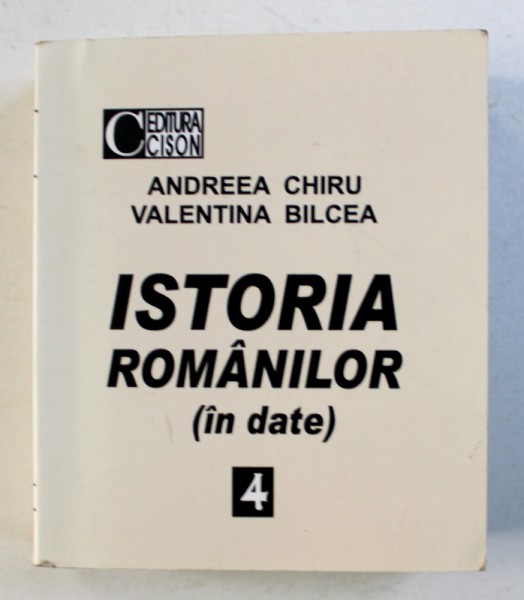 C EDITURA
CISON
ANDREEA CHIRU
VALENTINA BILCEA
ISTORIA
ROMÂNILOR
(în date)
4